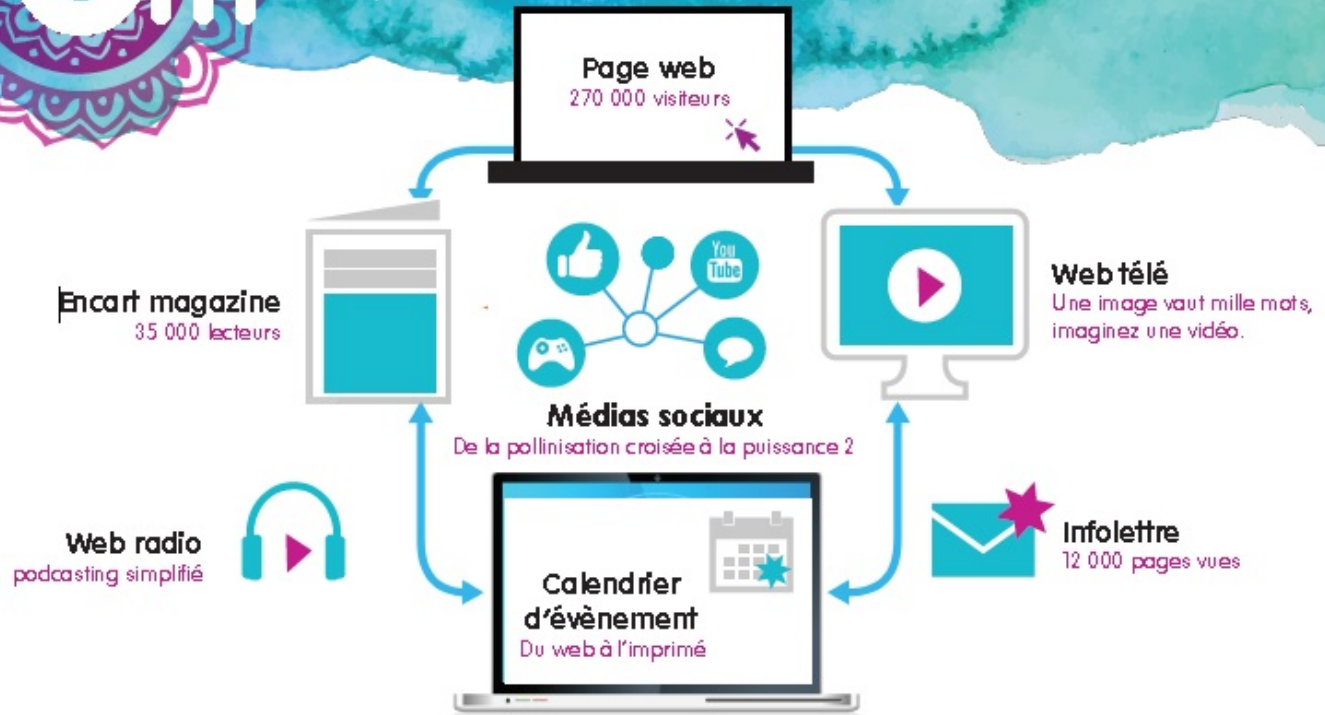 Page web
270 000 visiteurs
Encart magazine
35 000 lecteurs
You
Tube
Web télé
Une image vaut mille mots,
imaginez une vidéo.
Médias sociaux
De la pollinisation croisée à la puissance 2
Web radio
podcasting simplifié
Calendrier
d'évènement
Du web à l'imprimé
Infolettre
12 000 pages vues